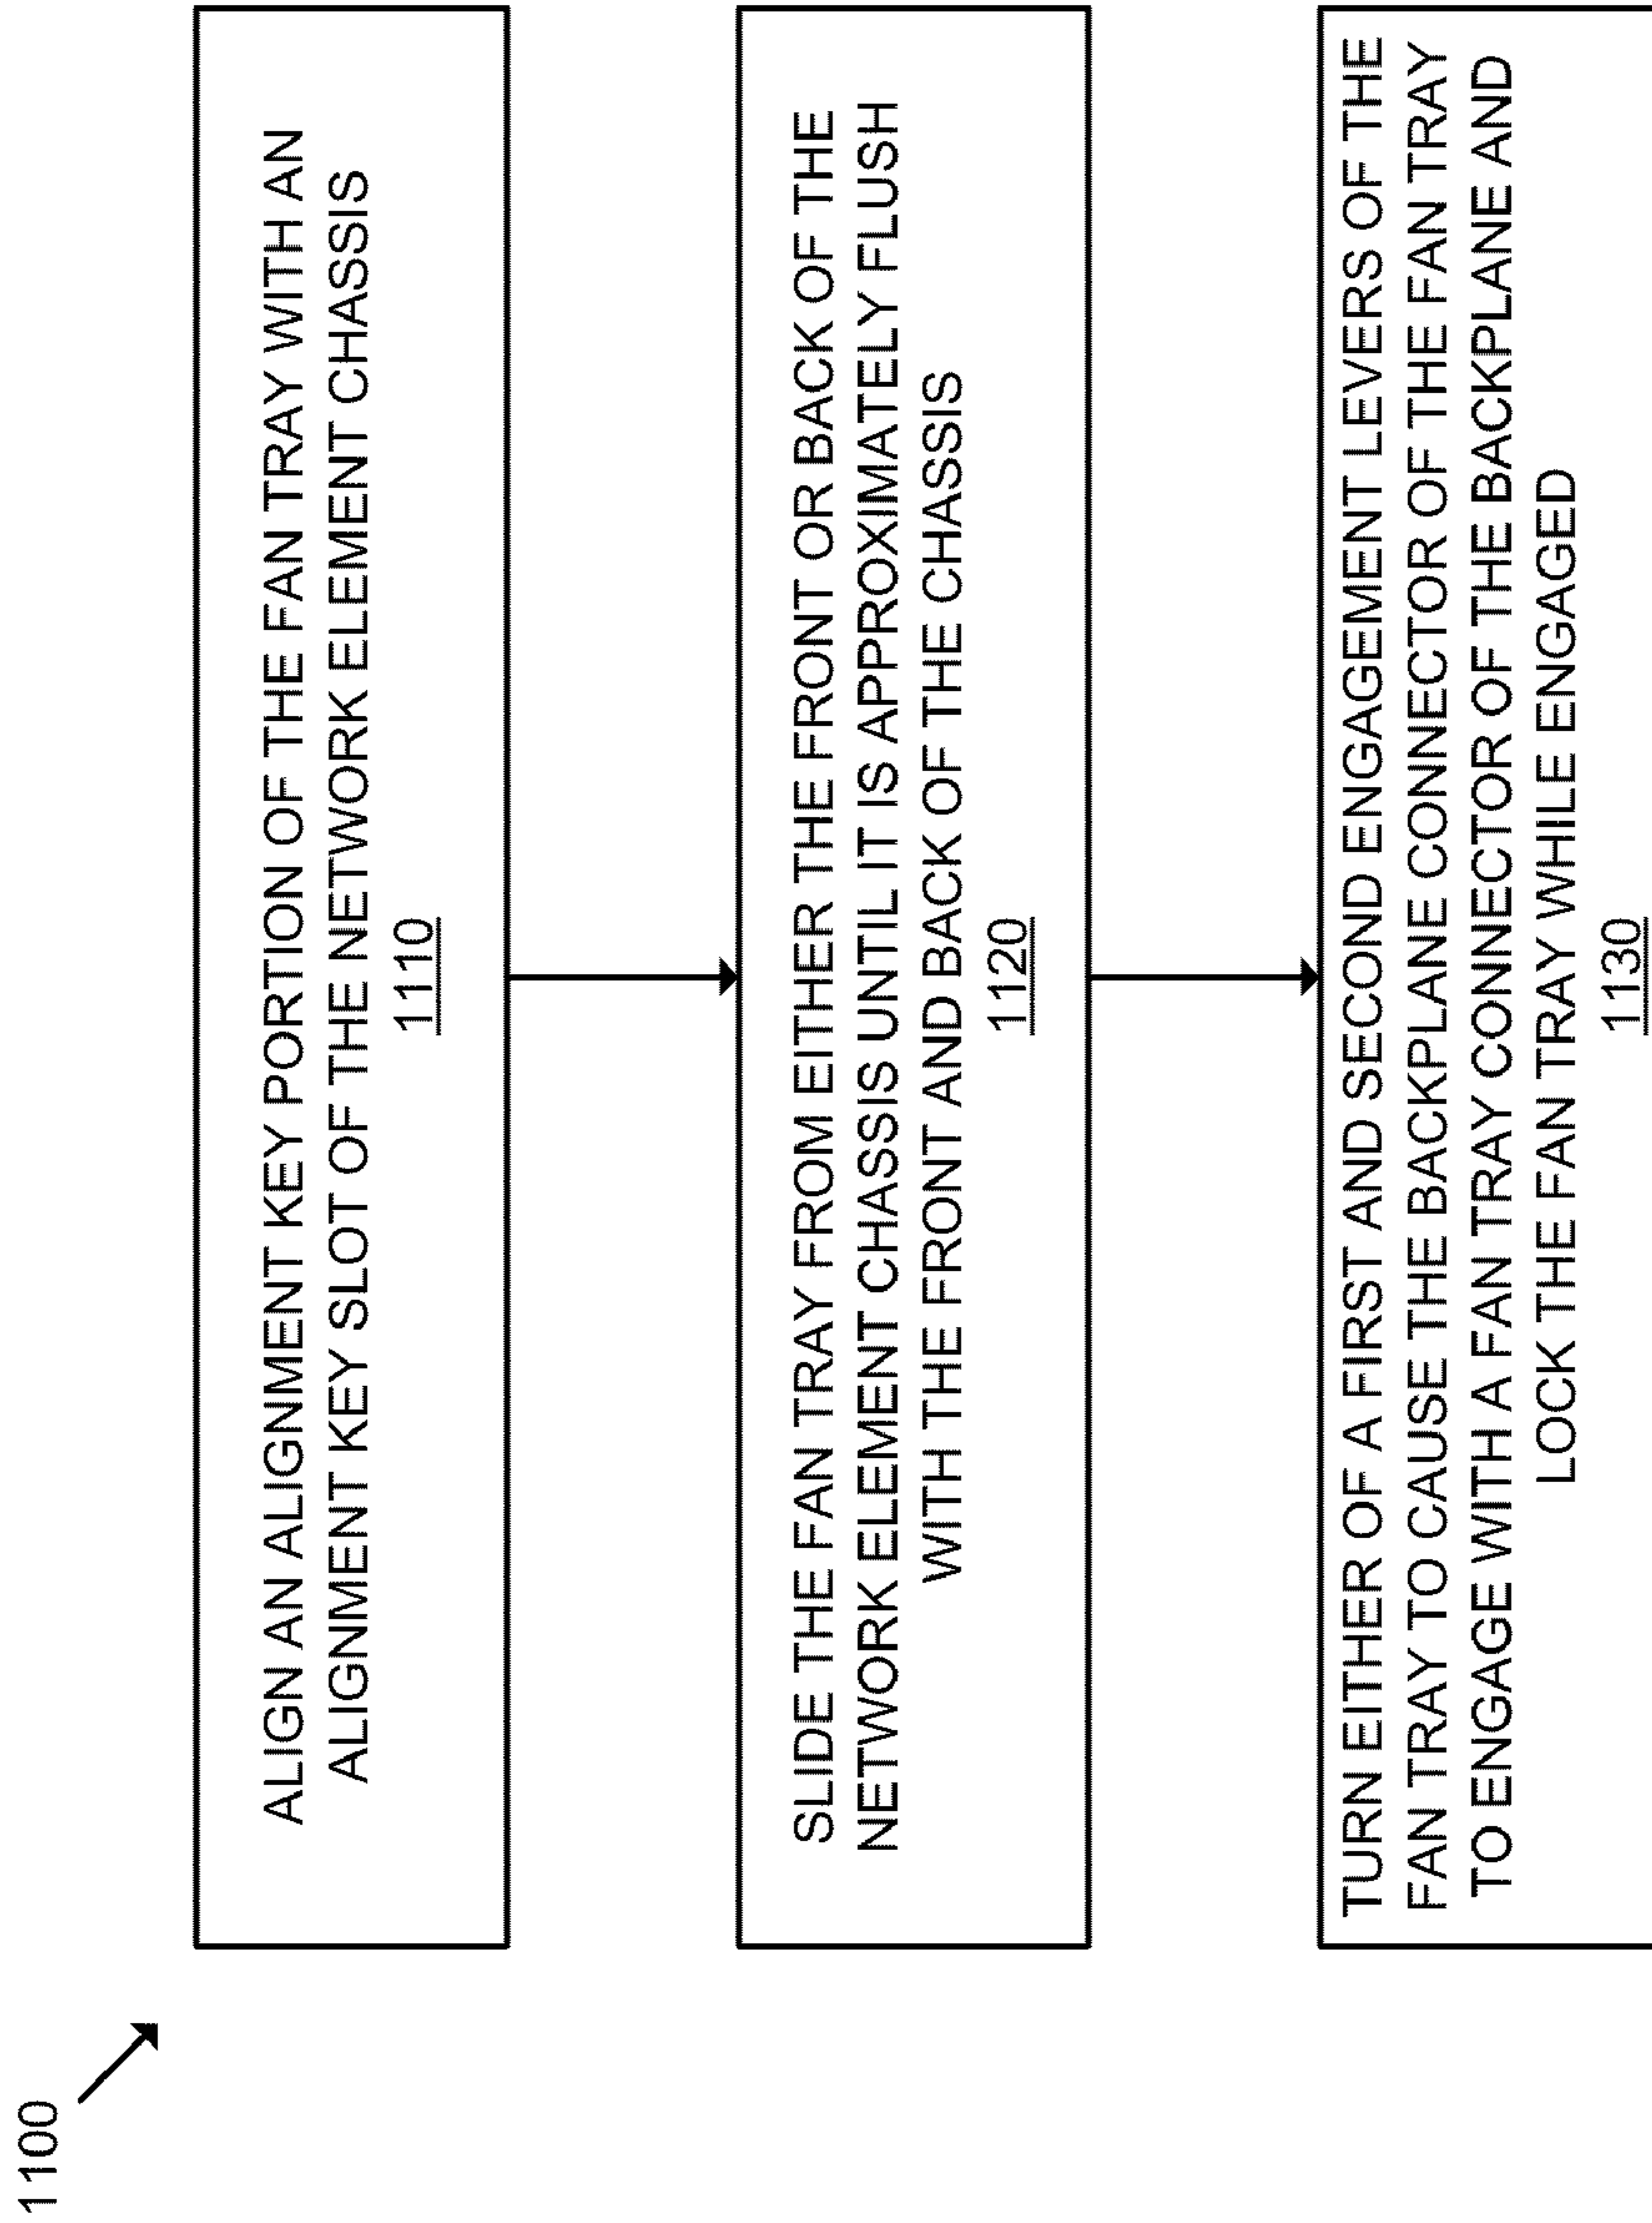 1100
ALIGN AN ALIGNMENT KEY PORTION OF THE FAN TRAY WITH AN
ALIGNMENT KEY SLOT OF THE NETWORK ELEMENT CHASSIS
1110
SLIDE THE FAN TRAY FROM EITHER THE FRONT OR BACK OF THE
NETWORK ELEMENT CHASSIS UNTIL IT IS APPROXIMATELY FLUSH
WITH THE FRONT AND BACK OF THE CHASSIS
1120
TURN EITHER OF A FIRST AND SECOND ENGAGEMENT LEVERS OF THE
FAN TRAY TO CAUSE THE BACKPLANE CONNECTOR OF THE FAN TRAY
TO ENGAGE WITH A FAN TRAY CONNECTOR OF THE BACKPLANE AND
LOCK THE FAN TRAY WHILE ENGAGED
1130